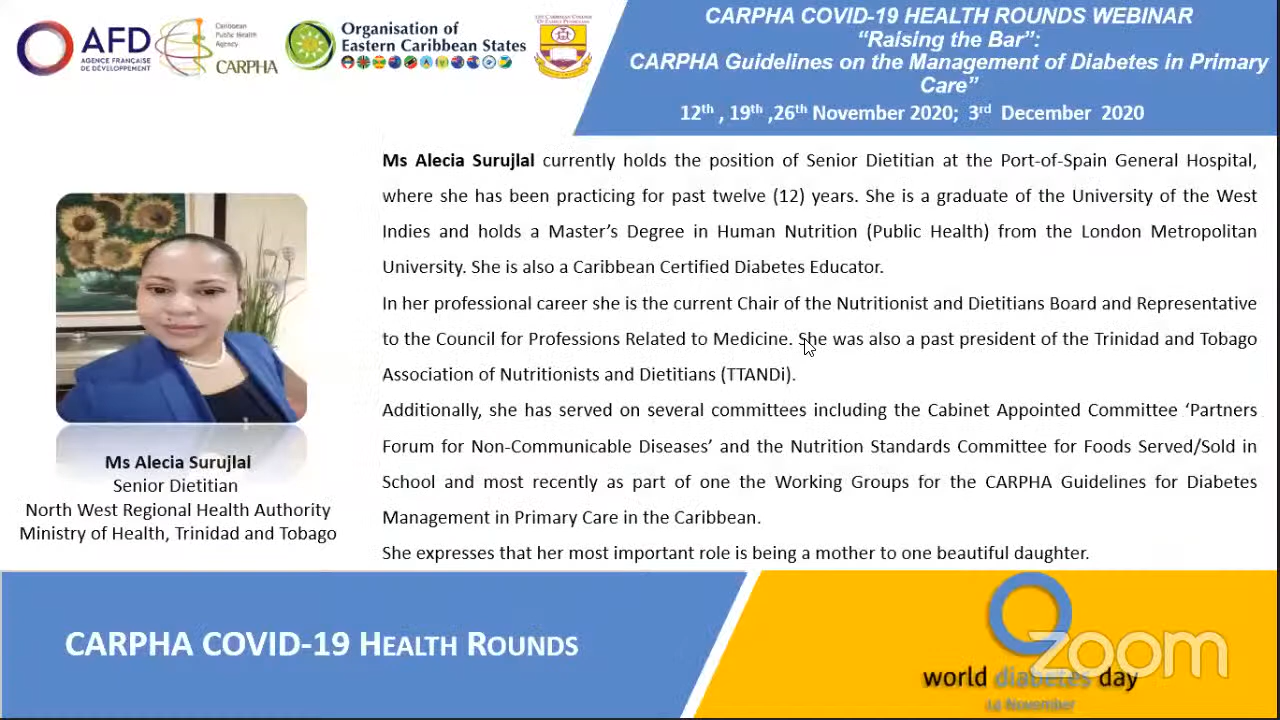 AFD
AGENCE FRANÇAISE
DE DÉVELOPPEMENT
Caribbean
Public Health
Agency
CARPHA
Organisation of
Eastern Caribbean States
CARPHA COVID-19 HEALTH ROUNDS WEBINAR
“Raising the Bar”:
CARPHA Guidelines on the Management of Diabetes in Primary
Care”
12th , 19th ,26th November 2020; 3rd December 2020
Ms Alecia Surujlal currently holds the position of Senior Dietitian at the Port-of-Spain General Hospital,
where she has been practicing for past twelve (12) years. She is a graduate of the University of the West
Indies and holds a Master’s Degree in Human Nutrition (Public Health) from the London Metropolitan
University. She is also a Caribbean Certified Diabetes Educator.
In her professional career she is the current Chair of the Nutritionist and Dietitians Board and Representative
to the Council for Professions Related to Medicine. She was also a past president of the Trinidad and Tobago
Association of Nutritionists and Dietitians (TTANDi).
Additionally, she has served on several committees including the Cabinet Appointed Committee ‘Partners
Forum for Non-Communicable Diseases’ and the Nutrition Standards Committee for Foods Served/Sold in
School and most recently as part of one the Working Groups for the CARPHA Guidelines for Diabetes
Management in Primary Care in the Caribbean.
She expresses that her most important role is being a mother to one beautiful daughter.
Ms Alecia Surujlal
Senior Dietitian
North West Regional Health Authority
Ministry of Health, Trinidad and Tobago
CARPHA COVID-19 HEALTH ROUNDS
zoom
world diabetes day
14 November